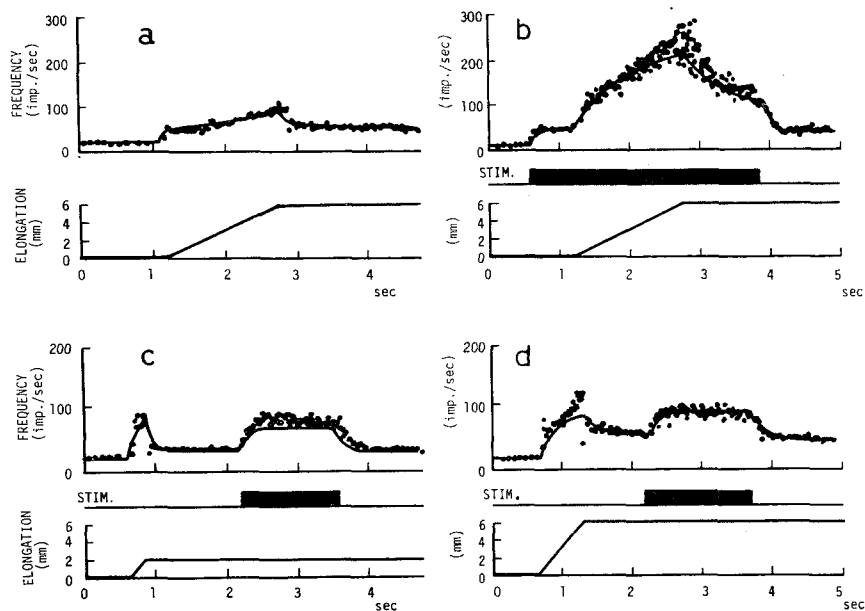 a
FREQUENCY
(imp./sec)
300
200
100
0
ELONGATION
(mm)
6
4
2
0
0 1 2 3 4
sec
b
(imp./sec)
300
200
100
0
STIM.
(mm)
6
4
2
0
0 1 2 3 4 5
sec
c
FREQUENCY
(imp./sec)
200
100
0
STIM.
ELONGATION
(mm)
6
4
2
0
0 1 2 3 4
sec
d
(imp./sec)
200
100
0
STIM.
(mm)
6
4
2
0
0 1 2 3 4 5
sec